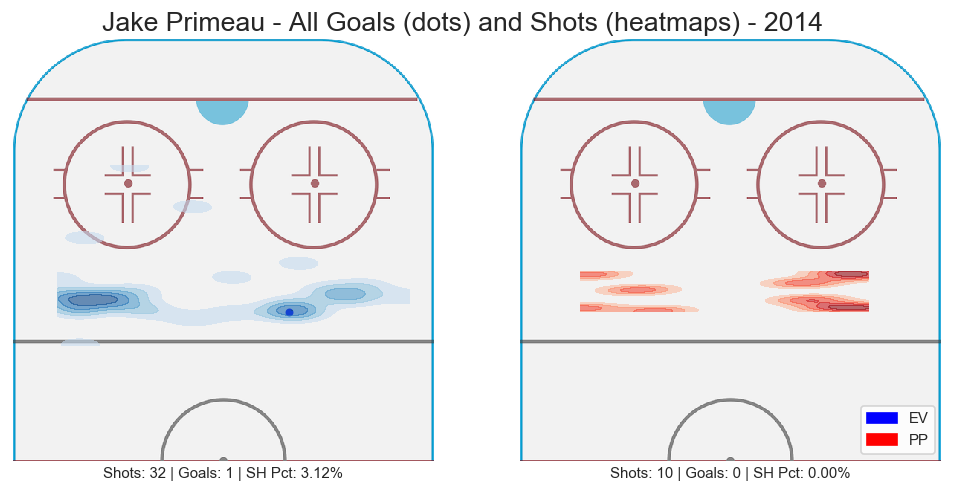 Jake Primeau - All Goals (dots) and Shots (heatmaps) - 2014
EV
PP
Shots: 32 | Goals: 1 | SH Pct: 3.12%
Shots: 10 | Goals: 0 | SH Pct: 0.00%